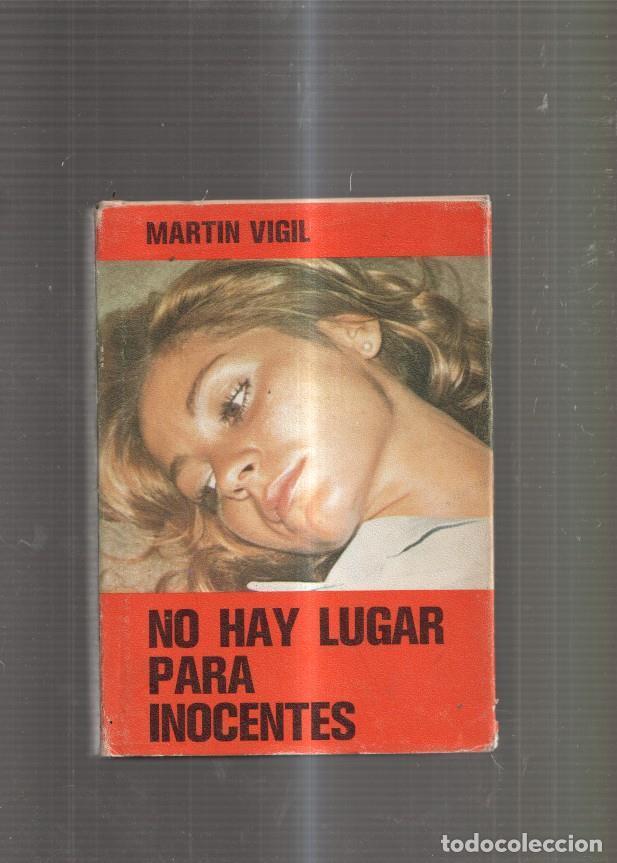 MARTIN VIGIL
NO HAY LUGAR
PARA
INOCENTES
todocoleccion